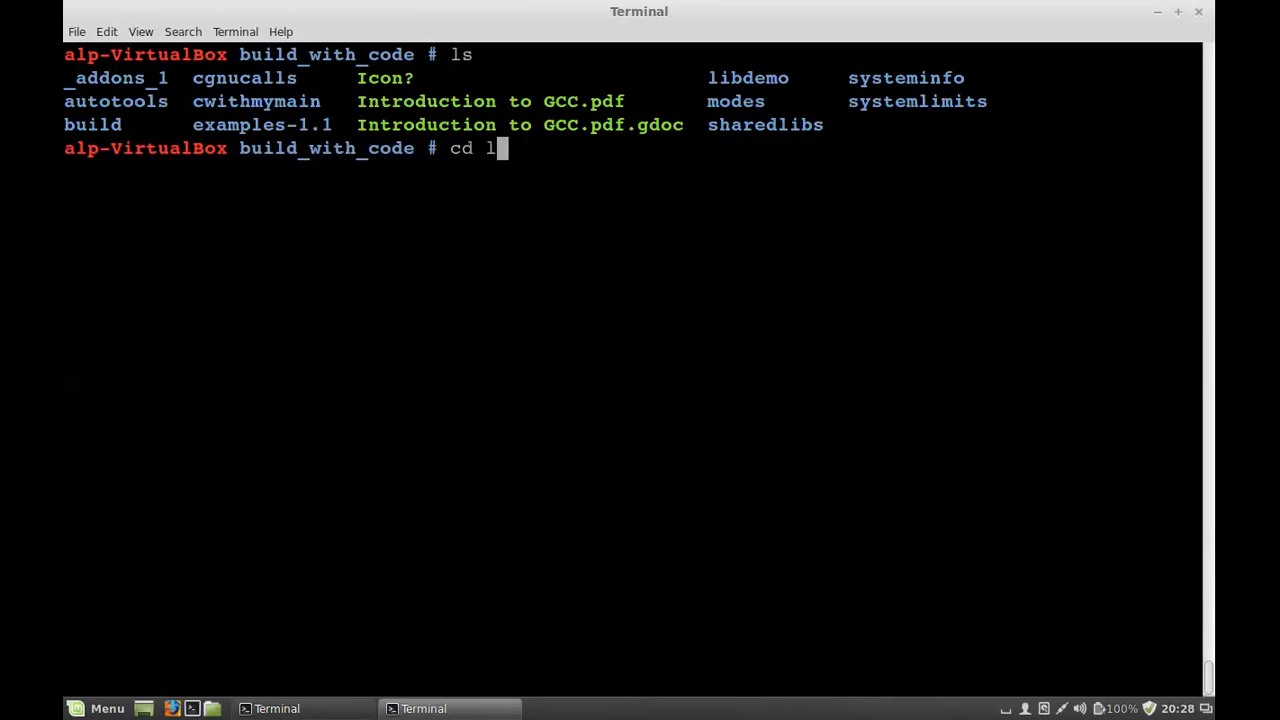 Terminal
File Edit View Search Terminal Help
alp-VirtualBox build_with_code # ls
_addons_1 cgnucalls Icon? libdemo systeminfo
autotools cwithmymain Introduction to GCC.pdf modes systemlimits
build examples-1.1 Introduction to GCC.pdf.gdoc sharedlibs
alp-VirtualBox build_with_code # cd l
Menu Terminal Terminal 100% 20:28